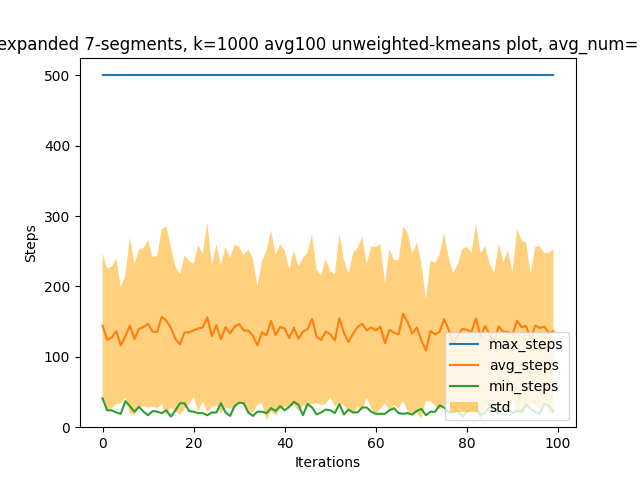 expanded 7-segments, k=1000 avg100 unweighted-kmeans plot, avg_num=
500
400
300
200
100
0
Steps
0
20
40
60
80
100
Iterations
max_steps
avg_steps
min_steps
std